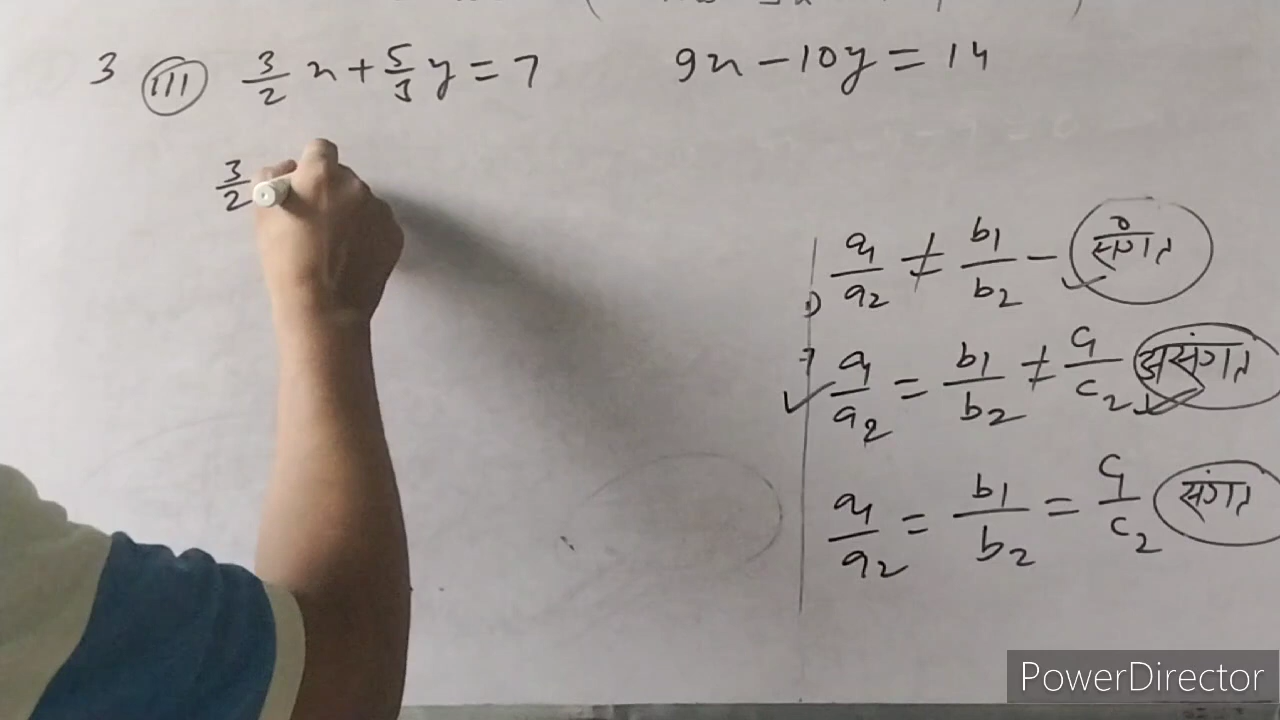 3 (iii) 3/2 x + 5/3 y = 7 9x - 10y = 14
3/2
1) a1/a2 ≠ b1/b2 - संगत
a1/a2 = b1/b2 ≠ c1/c2 असंगत
a1/a2 = b1/b2 = c1/c2 संगत
PowerDirector